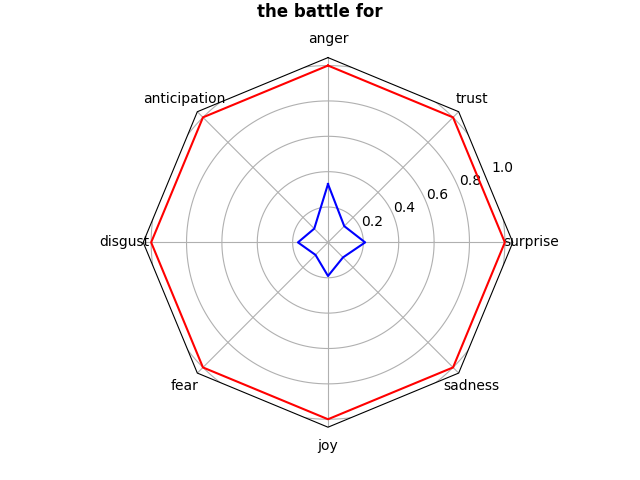 the battle for
anger
anticipation
trust
1.0
0.8
0.6
0.4
0.2
disgust
surprise
fear
sadness
joy